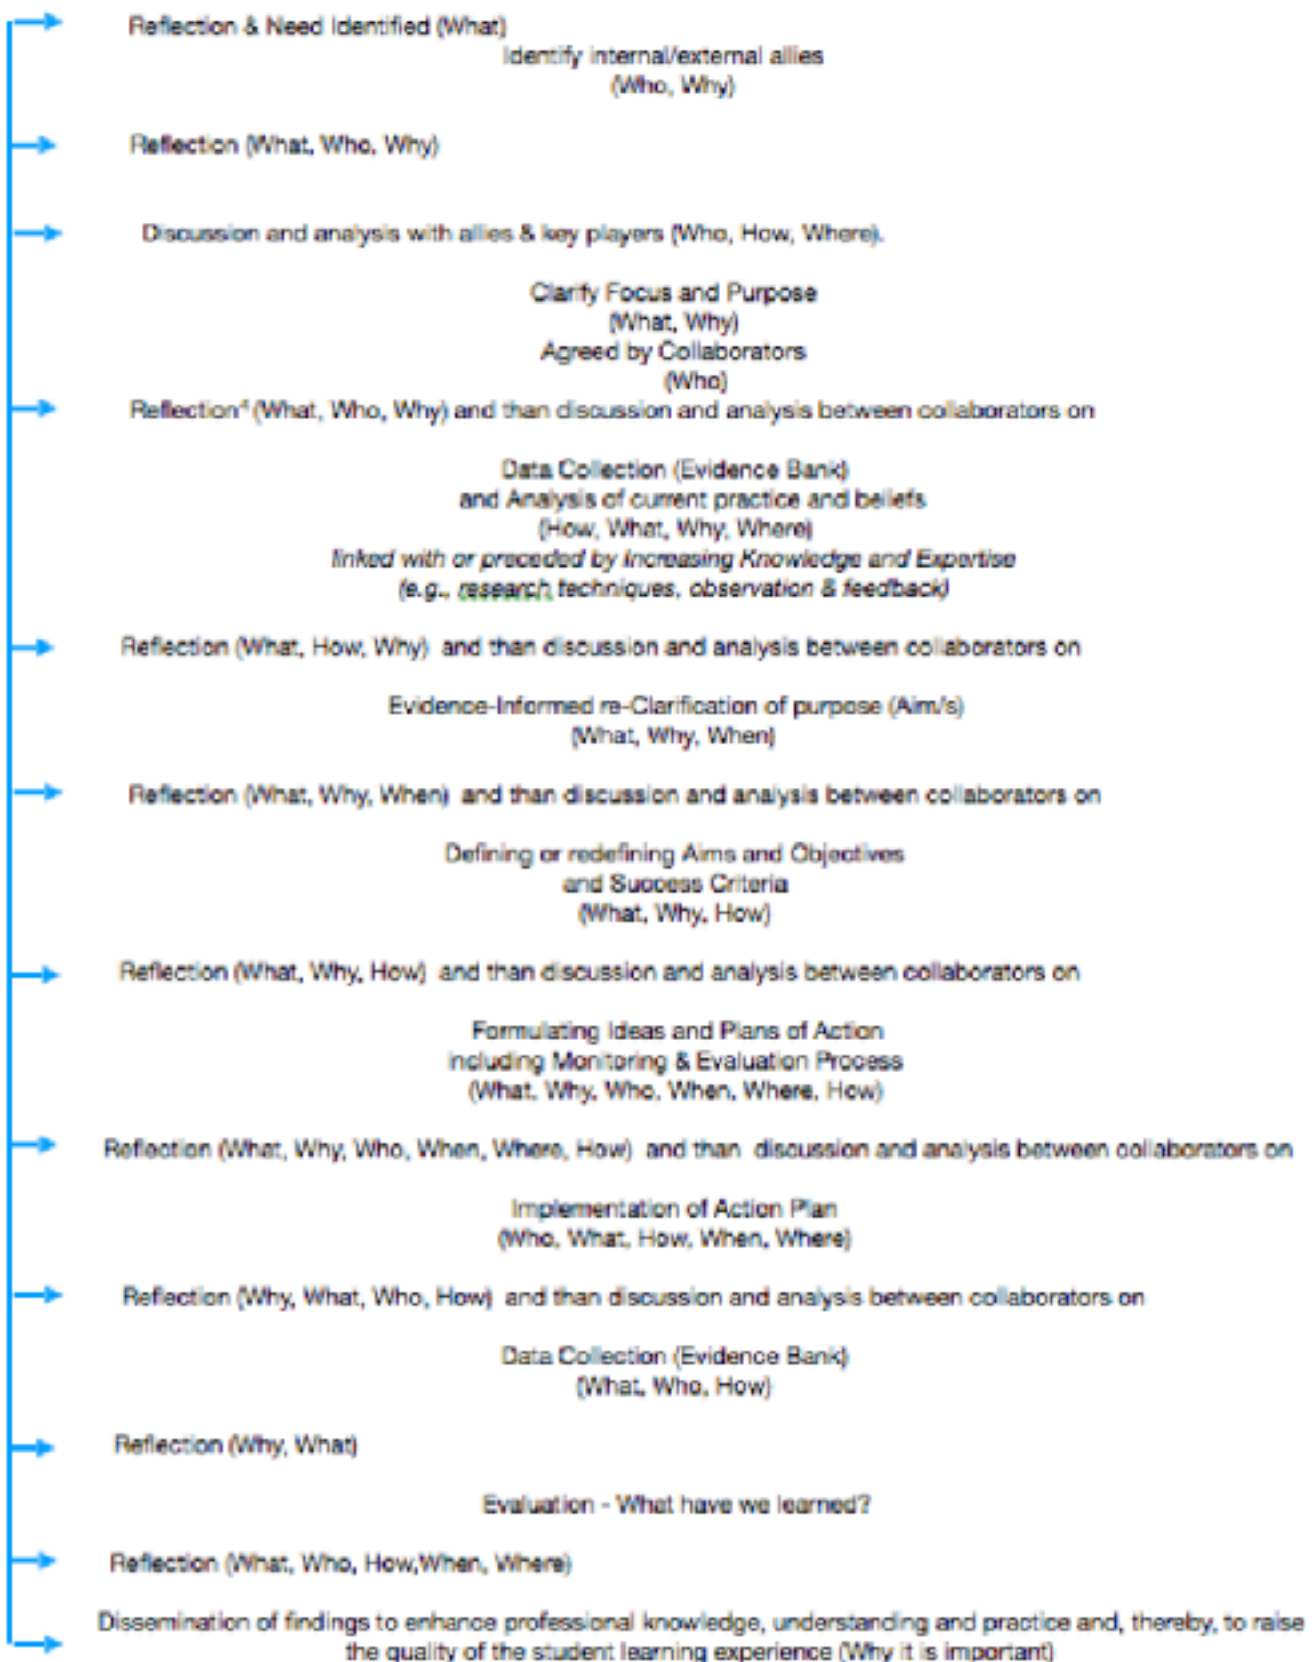 Reflection & Need Identified (What)
Identify internal/external allies
(Who, Why)
Reflection (What, Who, Why)
Discussion and analysis with allies & key players (Who, How, Where).
Clarify Focus and Purpose
(What, Why)
Agreed by Collaborators
(Who)
Reflection⁴ (What, Who, Why) and than discussion and analysis between collaborators on
Data Collection (Evidence Bank)
and Analysis of current practice and beliefs
(How, What, Why, Where)
linked with or preceded by Increasing Knowledge and Expertise
(e.g., research techniques, observation & feedback)
Reflection (What, How, Why) and than discussion and analysis between collaborators on
Evidence-Informed re-Clarification of purpose (Aim/s)
(What, Why, When)
Reflection (What, Why, When) and than discussion and analysis between collaborators on
Defining or redefining Aims and Objectives
and Success Criteria
(What, Why, How)
Reflection (What, Why, How) and than discussion and analysis between collaborators on
Formulating Ideas and Plans of Action
including Monitoring & Evaluation Process
(What, Why, Who, When, Where, How)
Reflection (What, Why, Who, When, Where, How) and than discussion and analysis between collaborators on
Implementation of Action Plan
(Who, What, How, When, Where)
Reflection (Why, What, Who, How) and than discussion and analysis between collaborators on
Data Collection (Evidence Bank)
(What, Who, How)
Reflection (Why, What)
Evaluation - What have we learned?
Reflection (What, Who, How,When, Where)
Dissemination of findings to enhance professional knowledge, understanding and practice and, thereby, to raise
the quality of the student learning experience (Why it is important)